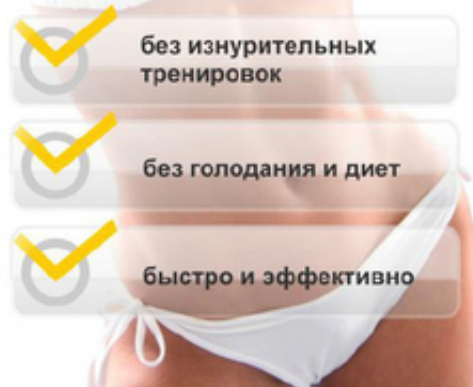 без изнурительных
тренировок
без голодания и диет
быстро и эффективно